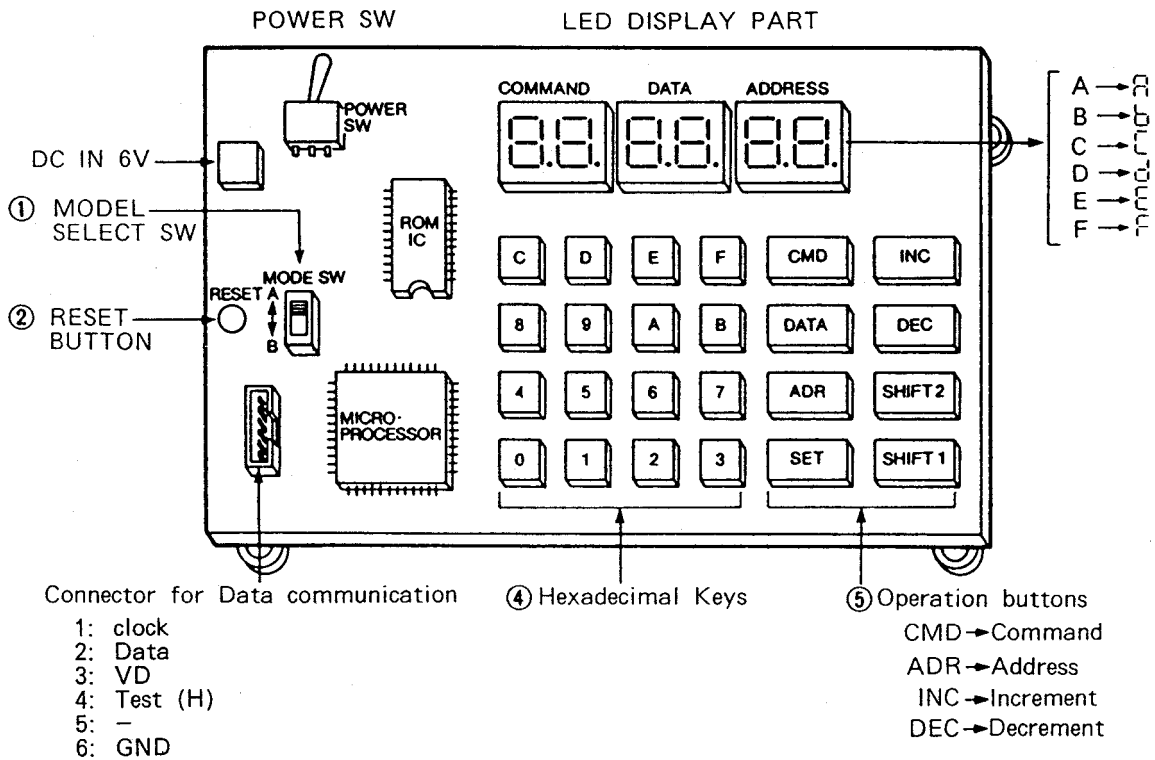 POWER SW
LED DISPLAY PART
COMMAND DATA ADDRESS
POWER
SW
DC IN 6V
A →
B → b
C →
D → d
E → E
F → F
① MODEL
SELECT SW
ROM
IC
MODE SW
RESET A
B
② RESET
BUTTON
C D E F CMD INC
8 9 A B DATA DEC
4 5 6 7 ADR SHIFT 2
0 1 2 3 SET SHIFT 1
MICRO-
PROCESSOR
Connector for Data communication
1: clock
2: Data
3: VD
4: Test (H)
5: –
6: GND
④ Hexadecimal Keys
⑤ Operation buttons
CMD → Command
ADR → Address
INC → Increment
DEC → Decrement